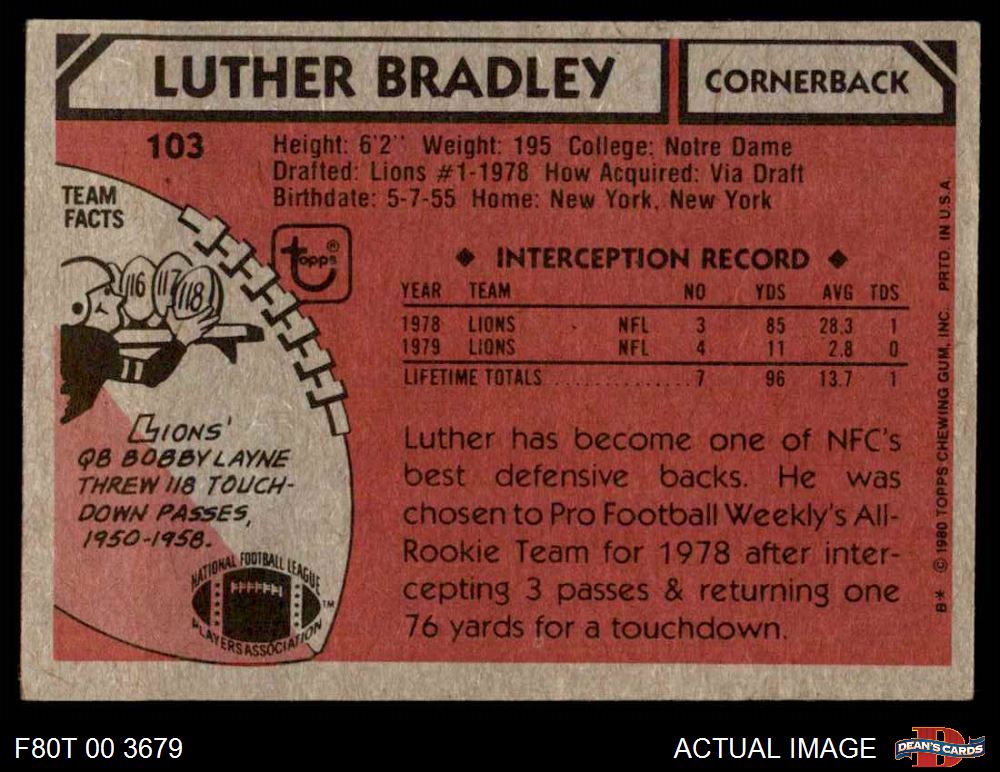 LUTHER BRADLEY
CORNERBACK
103
Height: 6'2'' Weight: 195 College: Notre Dame
Drafted: Lions #1-1978 How Acquired: Via Draft
Birthdate: 5-7-55 Home: New York, New York
TEAM
FACTS
116 117 118
topps®
◆ INTERCEPTION RECORD ◆
YEAR TEAM NO YDS AVG TDS
1978 LIONS NFL 3 85 28.3 1
1979 LIONS NFL 4 11 2.8 0
LIFETIME TOTALS ............... 7 96 13.7 1
LIONS'
QB BOBBY LAYNE
THREW 118 TOUCH-
DOWN PASSES,
1950-1958.
NATIONAL FOOTBALL LEAGUE
PLAYERS ASSOCIATION
TM
Luther has become one of NFC's
best defensive backs. He was
chosen to Pro Football Weekly's All-
Rookie Team for 1978 after inter-
cepting 3 passes & returning one
76 yards for a touchdown.
B* © 1980 TOPPS CHEWING GUM, INC. PRTD. IN U.S.A.
F80T 00 3679
ACTUAL IMAGE
D
DEAN'S CARDS